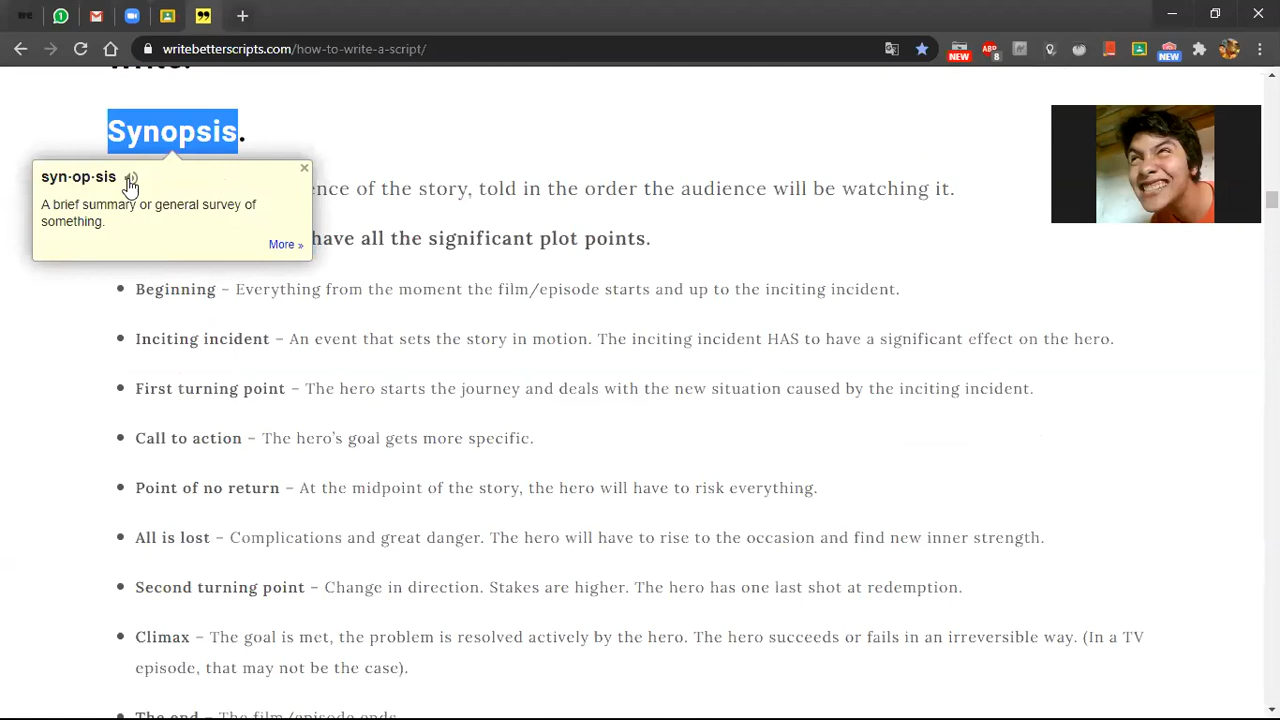 writebetterscripts.com/how-to-write-a-script/
NEW
ABP
8
NEW
write.
Synopsis.
syn·op·sis
A brief summary or general survey of
something.
More »
nce of the story, told in the order the audience will be watching it.
have all the significant plot points.
Beginning – Everything from the moment the film/episode starts and up to the inciting incident.
Inciting incident – An event that sets the story in motion. The inciting incident HAS to have a significant effect on the hero.
First turning point – The hero starts the journey and deals with the new situation caused by the inciting incident.
Call to action – The hero’s goal gets more specific.
Point of no return – At the midpoint of the story, the hero will have to risk everything.
All is lost – Complications and great danger. The hero will have to rise to the occasion and find new inner strength.
Second turning point – Change in direction. Stakes are higher. The hero has one last shot at redemption.
Climax – The goal is met, the problem is resolved actively by the hero. The hero succeeds or fails in an irreversible way. (In a TV
episode, that may not be the case).
The end – The film/episode ends.